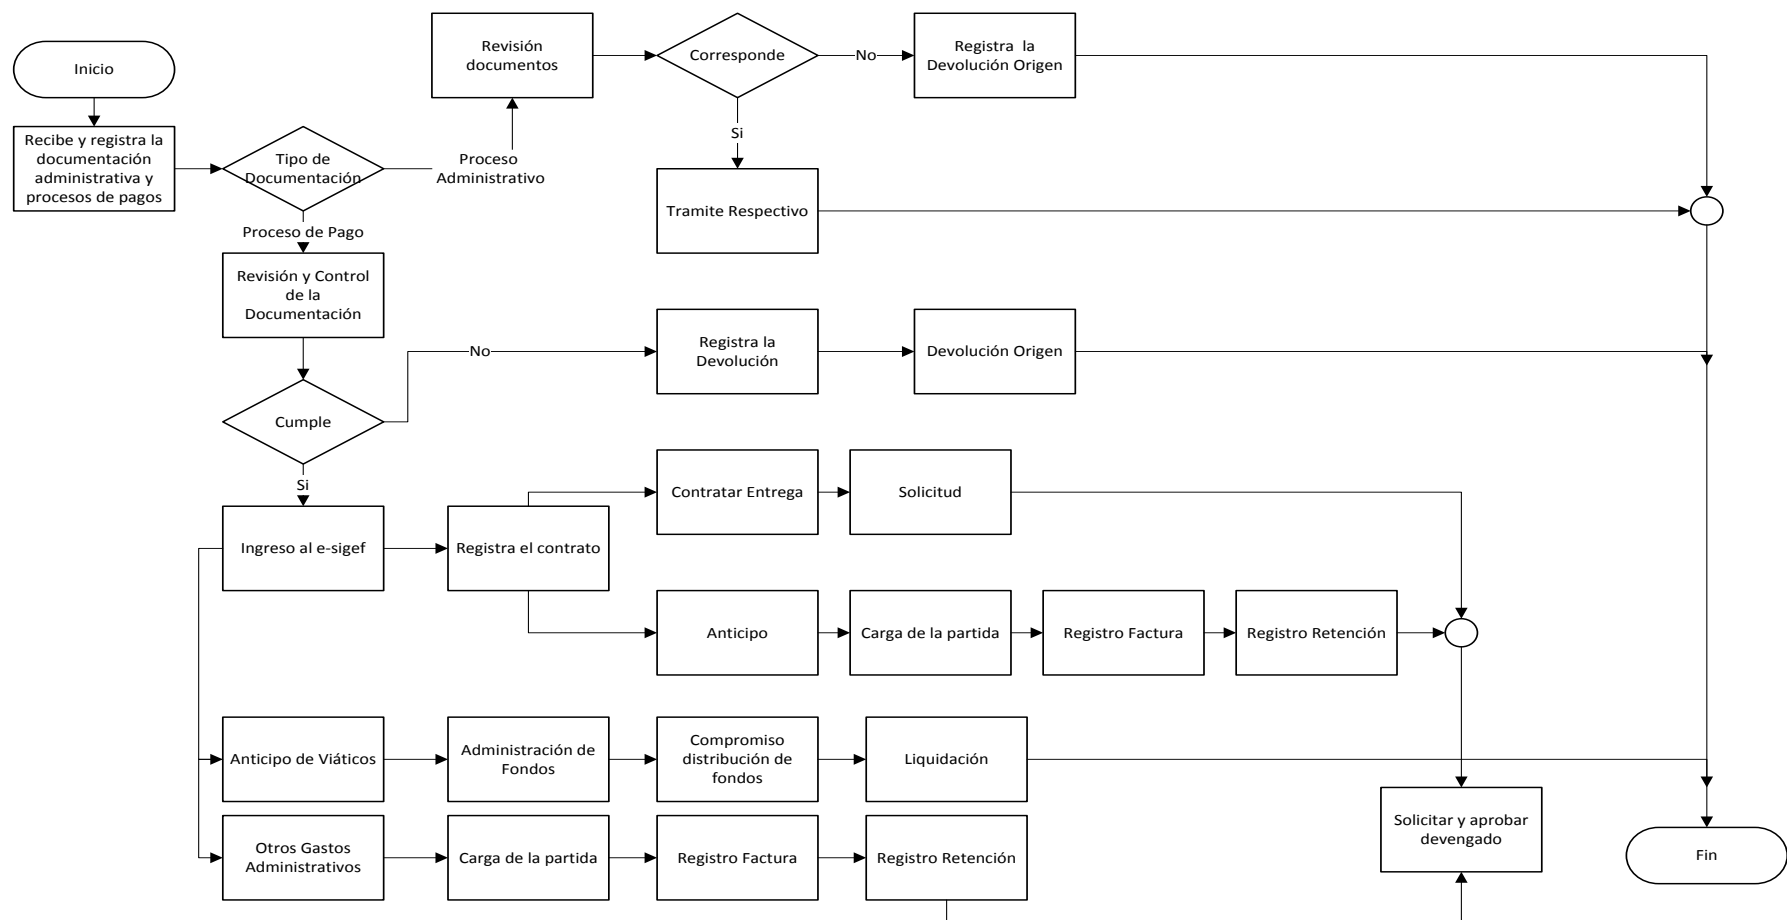 Inicio
Recibe y registra la
documentación
administrativa y
procesos de pagos
Tipo de
Documentación
Proceso
Administrativo
Revisión
documentos
Corresponde
No
Registra la
Devolución Origen
Si
Tramite Respectivo
Proceso de Pago
Revisión y Control
de la
Documentación
Cumple
No
Registra la
Devolución
Devolución Origen
Si
Ingreso al e-sigef
Registra el contrato
Contratar Entrega
Solicitud
Anticipo
Carga de la partida
Registro Factura
Registro Retención
Anticipo de Viáticos
Administración de
Fondos
Compromiso
distribución de
fondos
Liquidación
Otros Gastos
Administrativos
Carga de la partida
Registro Factura
Registro Retención
Solicitar y aprobar
devengado
Fin